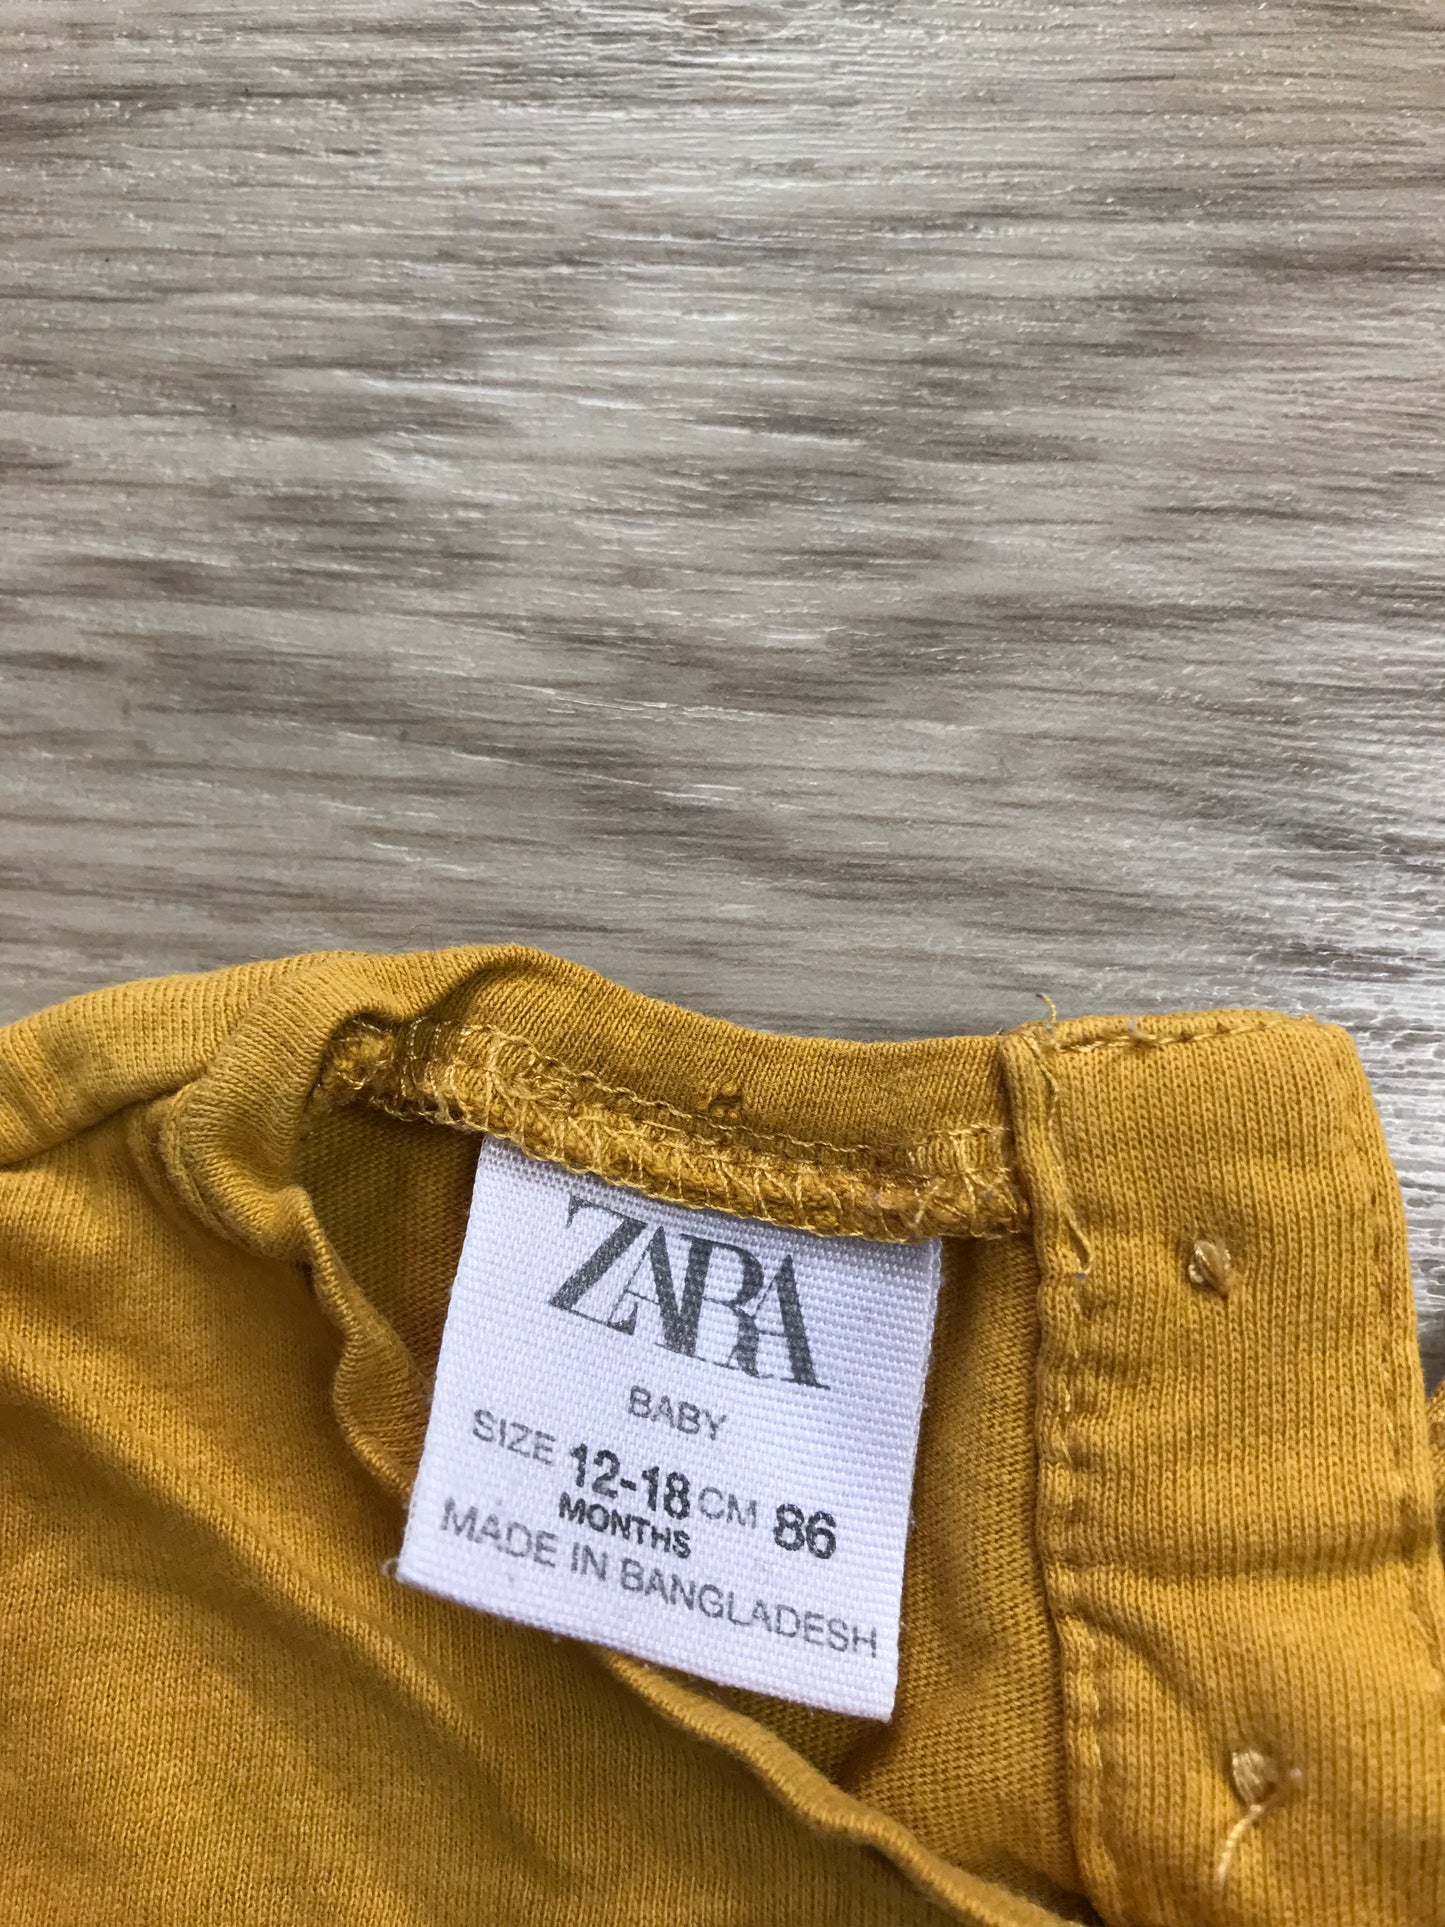 ZARA
BABY
SIZE 12-18 CM 86
MONTHS
MADE IN BANGLADESH